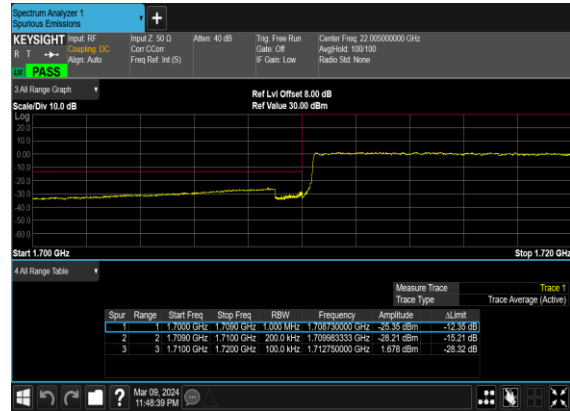 Spectrum Analyzer 1
Spurious Emissions
+
KEYSIGHT Input: RF Input Z: 50 Ω Atten: 40 dB Trig: Free Run Center Freq: 22.005000000 GHz
R T Coupling: DC Corr CCorr Gate: Off Avg|Hold: 100/100
Align: Auto Freq Ref: Int (S) IF Gain: Low Radio Std: None
PASS
3 All Range Graph
Ref Lvl Offset 8.00 dB
Scale/Div 10.0 dB Ref Value 30.00 dBm
Log
20.0
10.0
0.00
-10.0
-20.0
-30.0
-40.0
-50.0
-60.0
Start 1.700 GHz Stop 1.720 GHz
4 All Range Table
Measure Trace Trace 1
Trace Type Trace Average (Active)
Spur Range Start Freq Stop Freq RBW Frequency Amplitude ΔLimit
1 1 1.7000 GHz 1.7090 GHz 1.000 MHz 1.708730000 GHz -25.35 dBm -12.35 dB
2 2 1.7090 GHz 1.7100 GHz 200.0 kHz 1.709983333 GHz -28.21 dBm -15.21 dB
3 3 1.7100 GHz 1.7200 GHz 100.0 kHz 1.712750000 GHz 1.678 dBm -28.32 dB
? Mar 09, 2024
11:48:39 PM